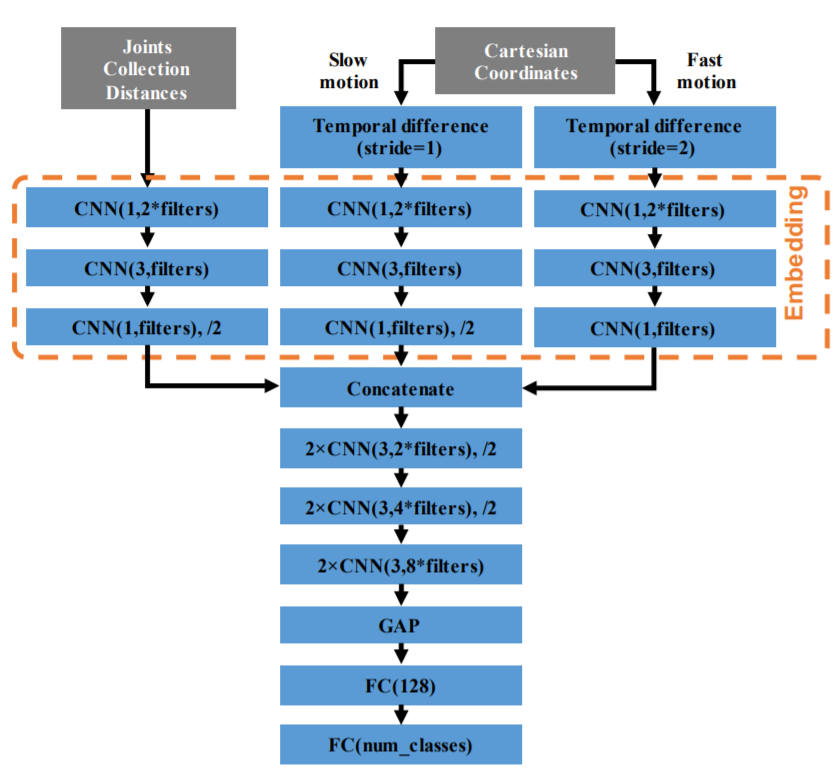 Joints
Collection
Distances
Slow
motion
Cartesian
Coordinates
Fast
motion
Temporal difference
(stride=1)
Temporal difference
(stride=2)
CNN(1,2*filters)
CNN(1,2*filters)
CNN(1,2*filters)
CNN(3,filters)
CNN(3,filters)
CNN(3,filters)
CNN(1,filters), /2
CNN(1,filters), /2
CNN(1,filters)
Embedding
Concatenate
2×CNN(3,2*filters), /2
2×CNN(3,4*filters), /2
2×CNN(3,8*filters)
GAP
FC(128)
FC(num_classes)